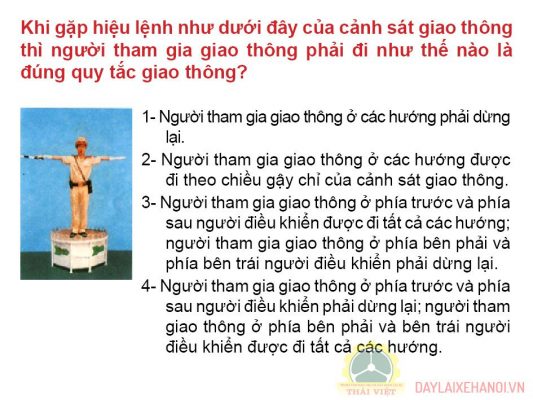 Khi gặp hiệu lệnh như dưới đây của cảnh sát giao thông
thì người tham gia giao thông phải đi như thế nào là
đúng quy tắc giao thông?
1- Người tham gia giao thông ở các hướng phải dừng
lại.
2- Người tham gia giao thông ở các hướng được
đi theo chiều gậy chỉ của cảnh sát giao thông.
3- Người tham gia giao thông ở phía trước và phía
sau người điều khiển được đi tất cả các hướng;
người tham gia giao thông ở phía bên phải và
phía bên trái người điều khiển phải dừng lại.
4- Người tham gia giao thông ở phía trước và phía
sau người điều khiển phải dừng lại; người tham
giao thông ở phía bên phải và bên trái người
điều khiển được đi tất cả các hướng.
THÁI VIỆT
DAYLAIXEHANOI.VN